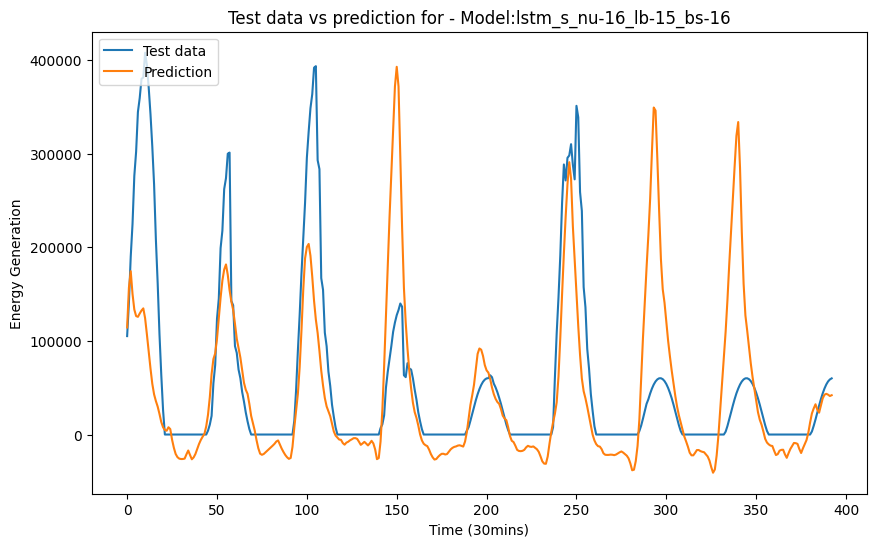 Test data vs prediction for - Model:lstm_s_nu-16_lb-15_bs-16
Test data
Prediction
Energy Generation
400000
300000
200000
100000
0
0 50 100 150 200 250 300 350 400
Time (30mins)